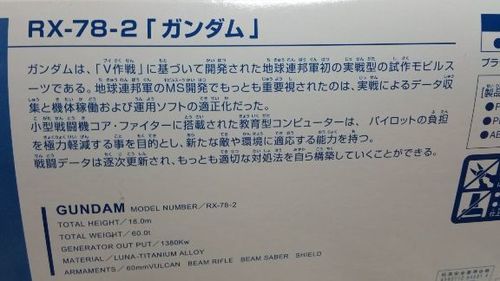 RX-78-2「ガンダム」
ガンダムは、「V作戦」に基づいて開発された地球連邦軍初の実戦型の試作モビルス
ーツである。地球連邦軍のMS開発でもっとも重要視されたのは、実戦によるデータ収
集と機体稼働および運用ソフトの適正化だった。
小型戦闘機コア・ファイターに搭載された教育型コンピューターは、パイロットの負担
を極力軽減する事を目的とし、新たな敵や環境に適応する能力を持つ。
戦闘データは逐次更新され、もっとも適切な対処法を自ら構築していくことができる。
GUNDAM MODEL NUMBER/RX-78-2
TOTAL HEIGHT/18.0m
TOTAL WEIGHT/60.0t
GENERATOR OUT PUT/1380Kw
MATERIAL/LUNA-TITANIUM ALLOY
ARMAMENTS/60mmVULCAN BEAM RIFLE BEAM SABER SHIELD